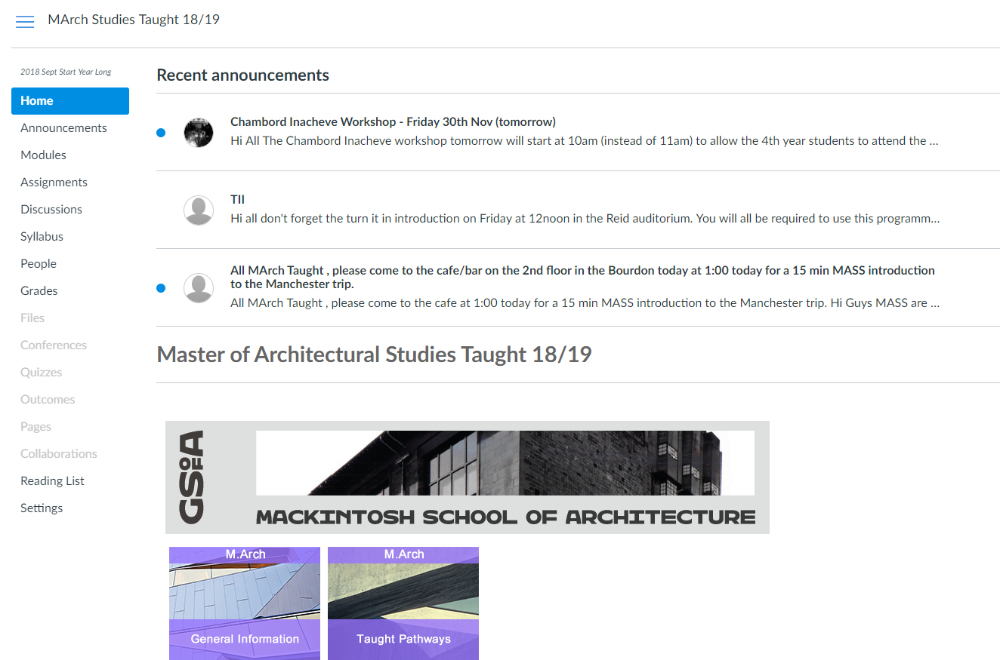 MArch Studies Taught 18/19
2018 Sept Start Year Long
Home
Announcements
Modules
Assignments
Discussions
Syllabus
People
Grades
Files
Conferences
Quizzes
Outcomes
Pages
Collaborations
Reading List
Settings
Recent announcements
Chambord Inacheve Workshop - Friday 30th Nov (tomorrow)
Hi All The Chambord Inacheve workshop tomorrow will start at 10am (instead of 11am) to allow the 4th year students to attend the ...
TII
Hi all don't forget the turn it in introduction on Friday at 12noon in the Reid auditorium. You will all be required to use this programm...
All MArch Taught , please come to the cafe/bar on the 2nd floor in the Bourdon today at 1:00 today for a 15 min MASS introduction
to the Manchester trip.
All MArch Taught , please come to the cafe at 1:00 today for a 15 min MASS introduction to the Manchester trip. Hi Guys MASS are ...
Master of Architectural Studies Taught 18/19
GSOFA
MACKINTOSH SCHOOL OF ARCHITECTURE
M.Arch
General Information
M.Arch
Taught Pathways